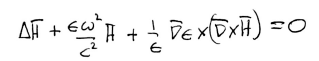 ΔH̄ + εω²/c² H̄ + 1/ε ∇̄ε × (∇̄×H̄) = 0